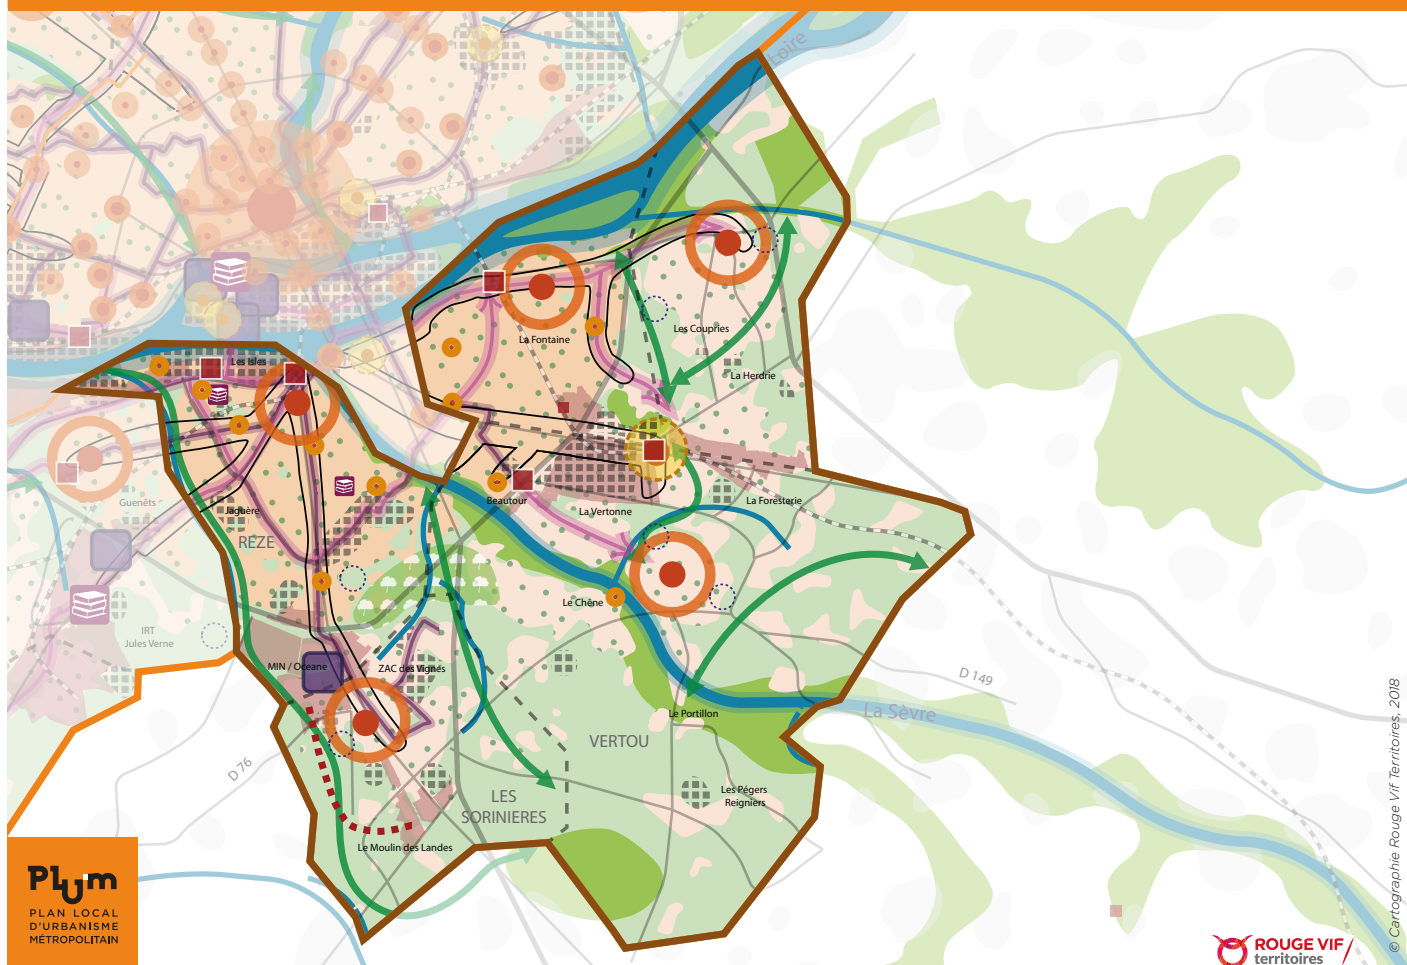 Loire
Les Coupries
La Fontaine
Les Isles
La Herdrie
Guenêts
Jaguère
REZE
Beautour
La Vertonne
La Foresterie
Le Chêne
IRT
Jules Verne
MIN / Océane
ZAC des Vignes
D 149
La Sèvre
Le Portillon
VERTOU
D 76
LES
SORINIERES
Les Pégers
Reigniers
Le Moulin des Landes
PLUM
PLAN LOCAL
D'URBANISME
MÉTROPOLITAIN
ROUGE VIF
territoires
© Cartographie Rouge Vif Territoires, 2018